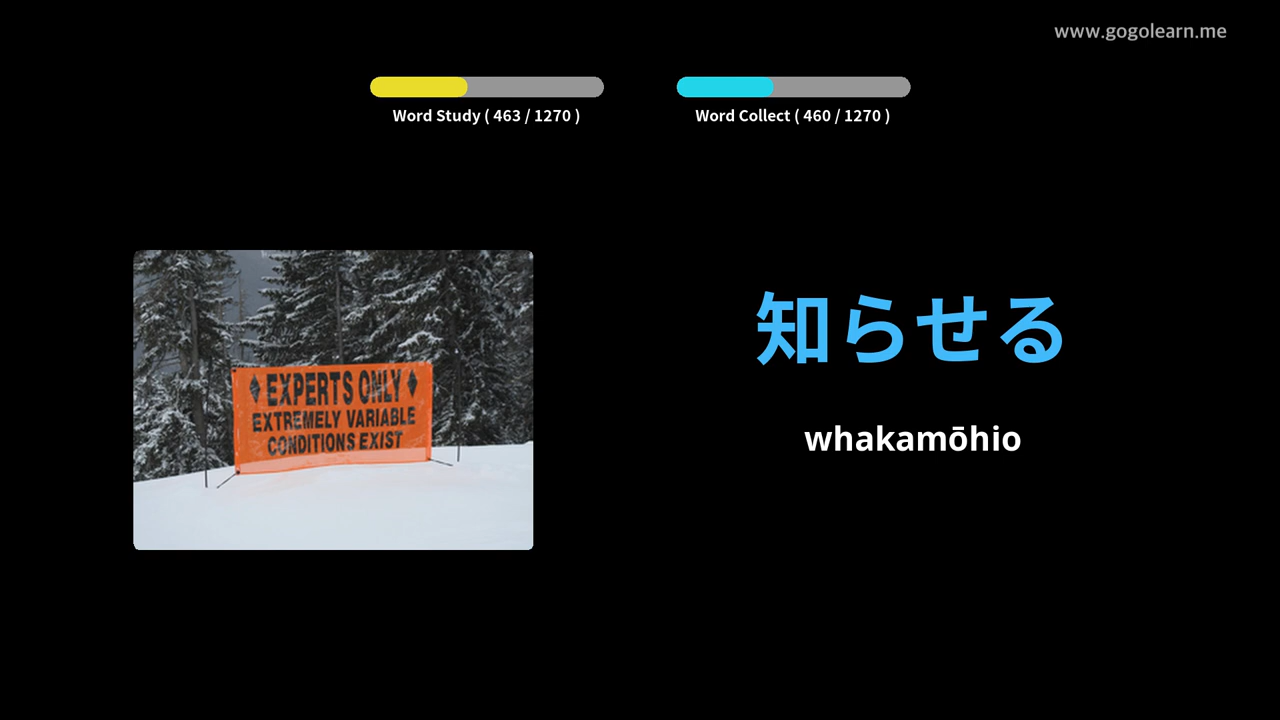 www.gogolearn.me
Word Study ( 463 / 1270 )
Word Collect ( 460 / 1270 )
EXPERTS ONLY
EXTREMELY VARIABLE
CONDITIONS EXIST
知らせる
whakamōhio